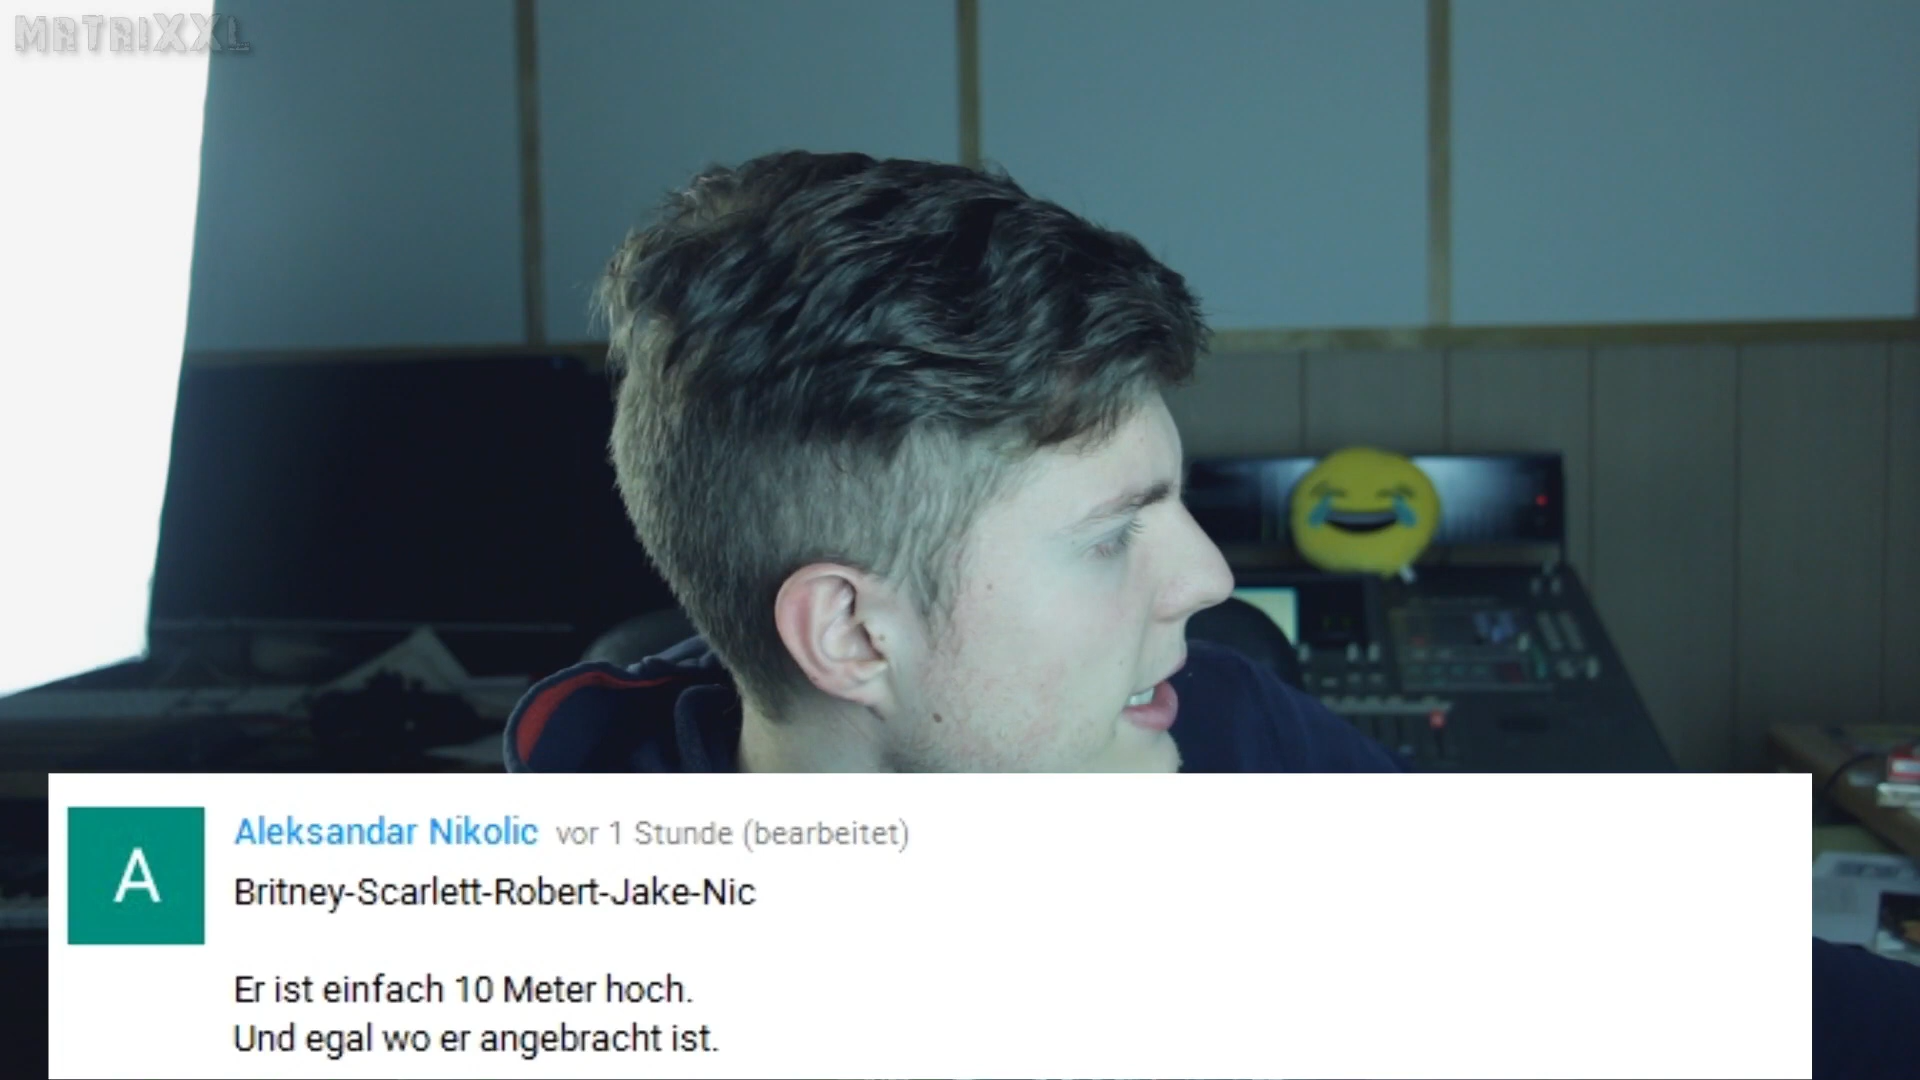 MRTRIXXL
Aleksandar Nikolic vor 1 Stunde (bearbeitet)
A
Britney-Scarlett-Robert-Jake-Nic
Er ist einfach 10 Meter hoch.
Und egal wo er angebracht ist.